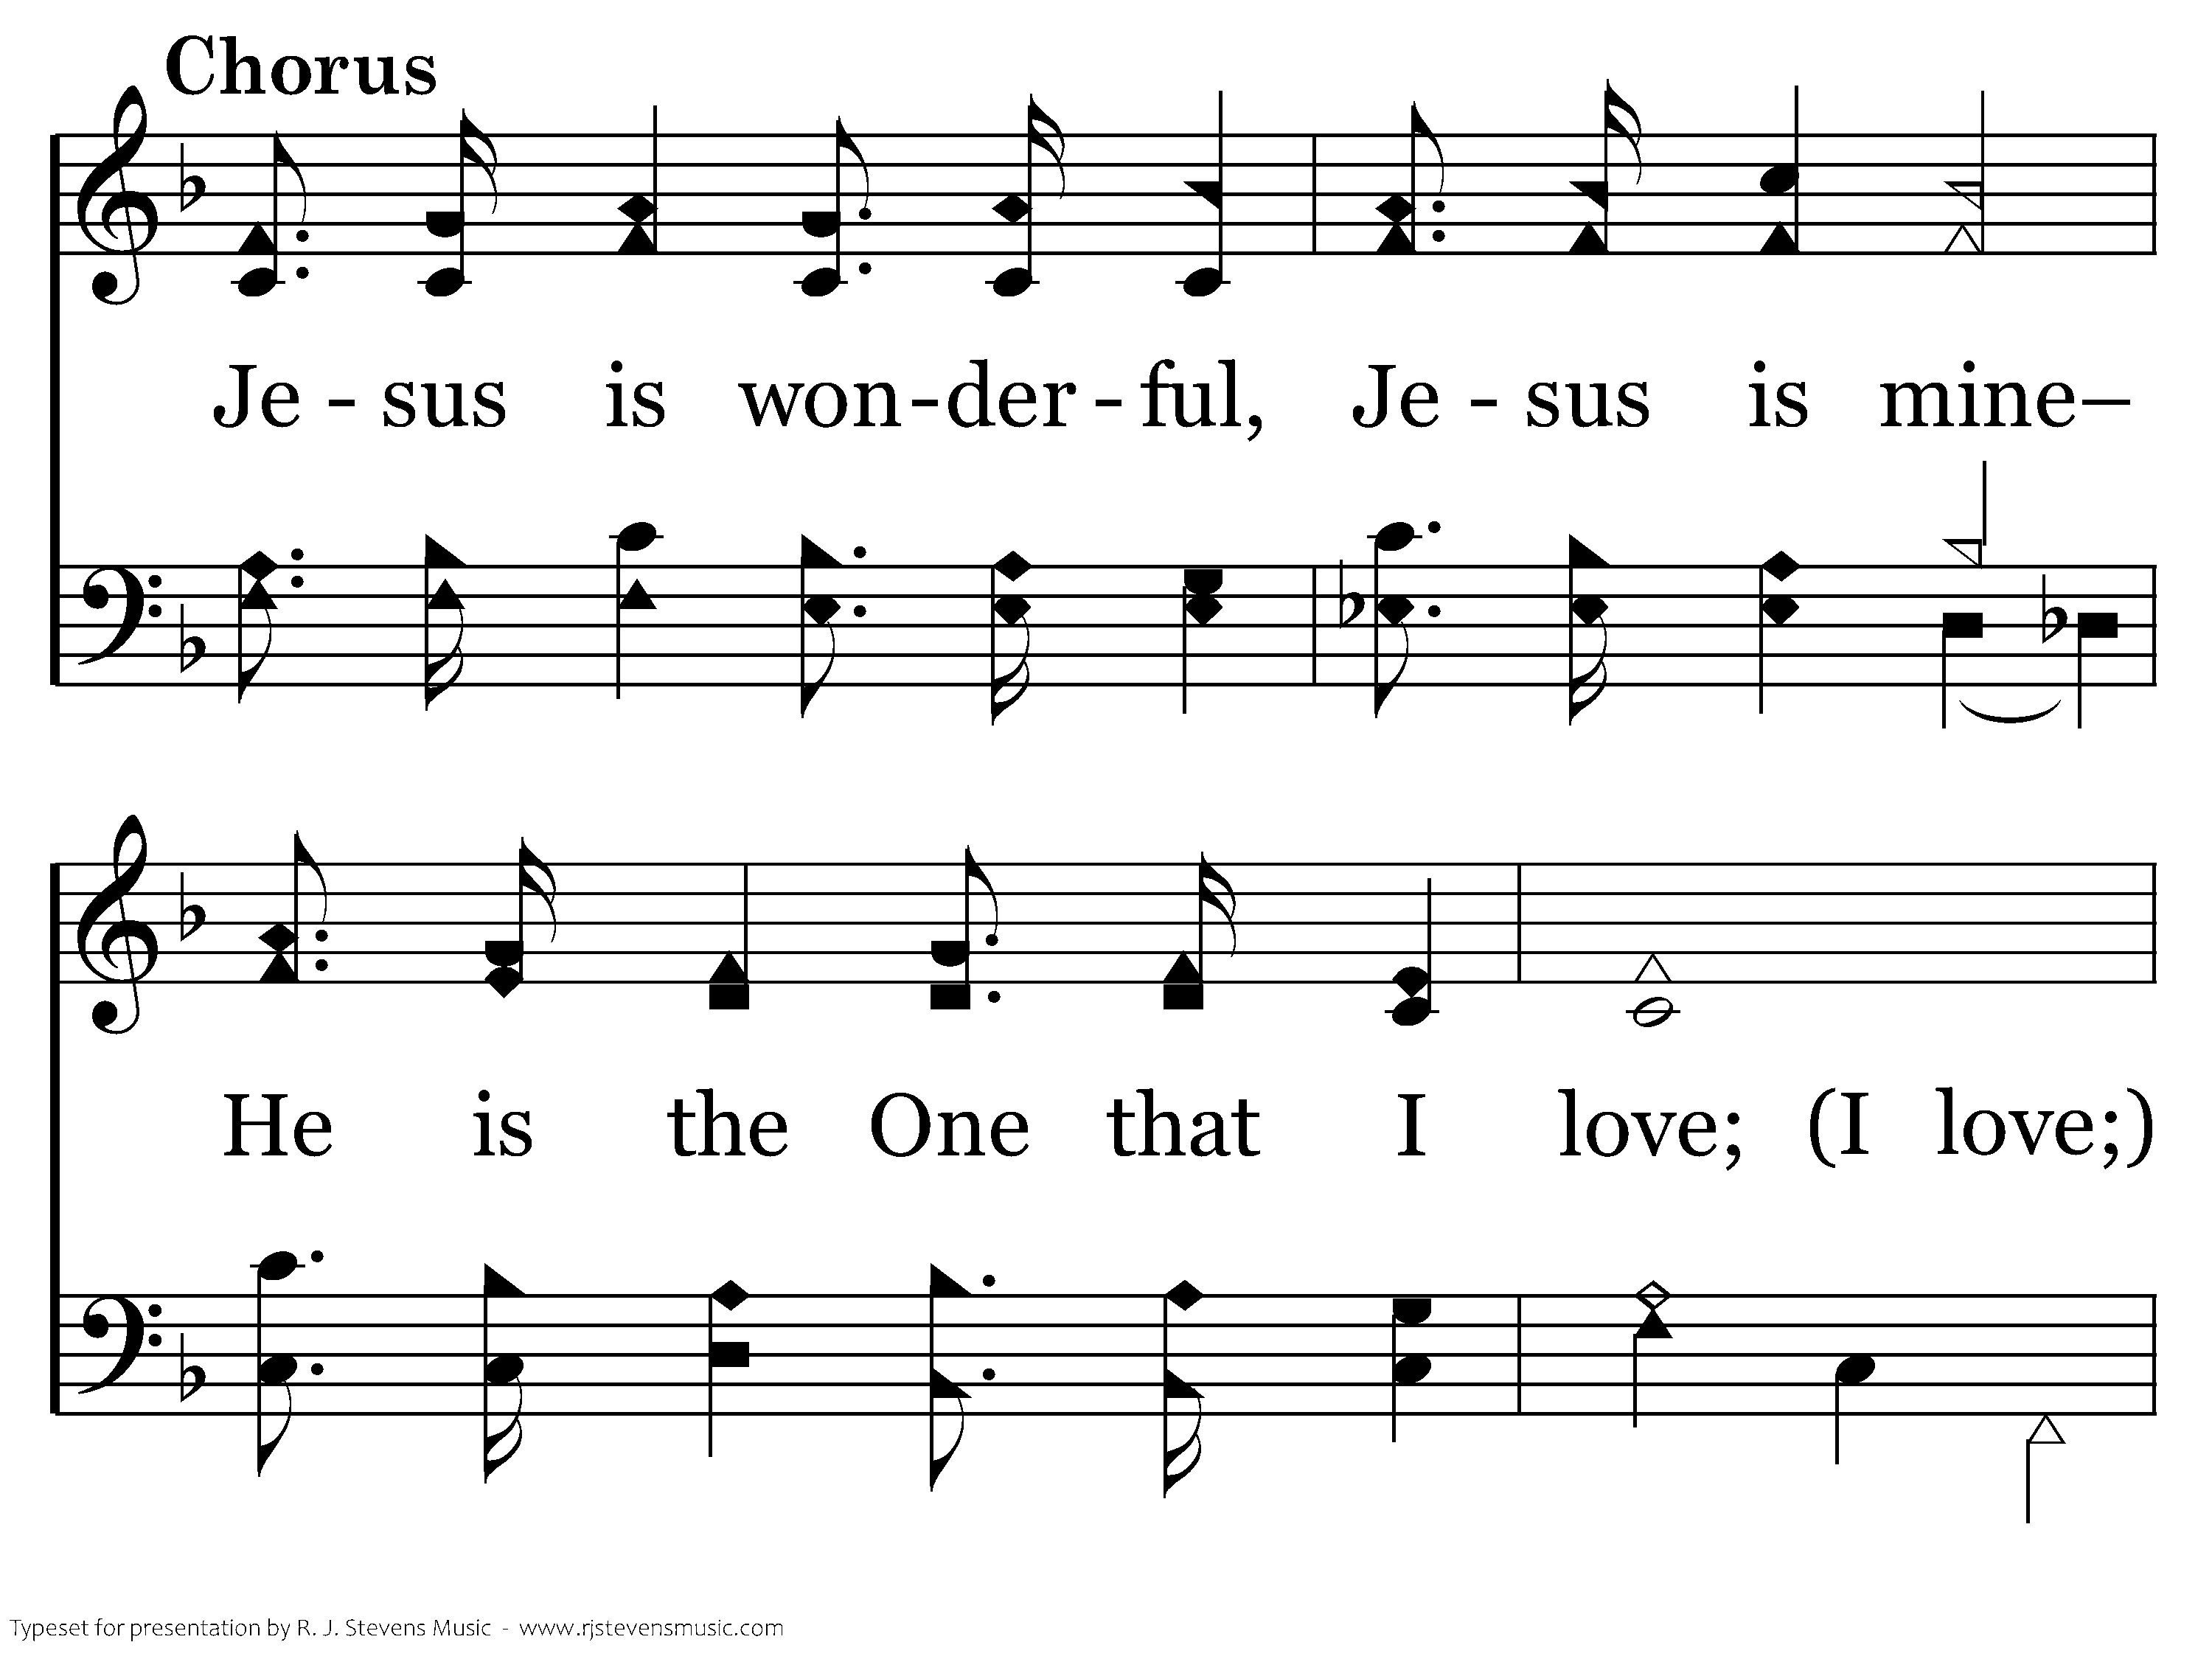 Chorus
Je - sus is won - der - ful, Je - sus is mine–
He is the One that I love; (I love;)
Typeset for presentation by R. J. Stevens Music - www.rjstevensmusic.com